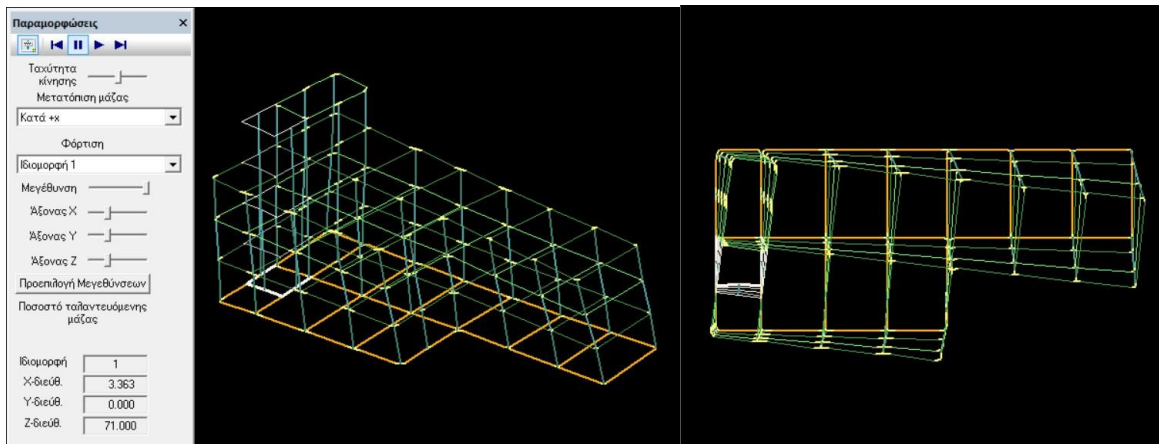 Παραμορφώσεις
Ταχύτητα
κίνησης
Μετατόπιση μάζας
Κατά +x
Φόρτιση
Ιδιομορφή 1
Μεγέθυνση
Άξονας X
Άξονας Y
Άξονας Z
Προεπιλογή Μεγεθύνσεων
Ποσοστό ταλαντευόμενης
μάζας
Ιδιομορφή 1
X-διεύθ. 3.363
Y-διεύθ. 0.000
Z-διεύθ. 71.000